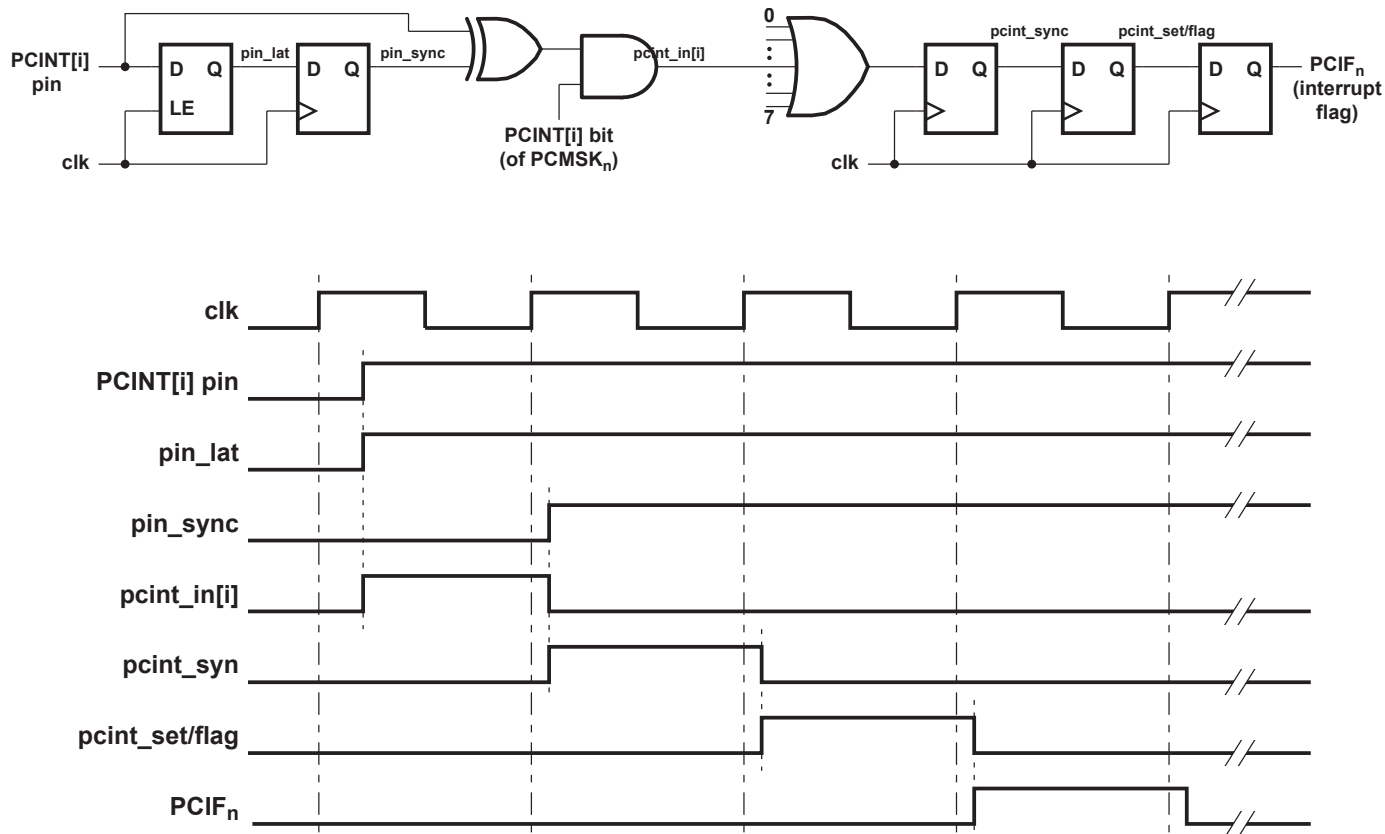 PCINT[i]
pin
D Q
LE
pin_lat
D Q
pin_sync
clk
pcint_in[i]
PCINT[i] bit
(of PCMSKn)
0
7
clk
pcint_sync
pcint_set/flag
D Q
D Q
D Q
PCIFn
(interrupt
flag)
clk
PCINT[i] pin
pin_lat
pin_sync
pcint_in[i]
pcint_syn
pcint_set/flag
PCIFn